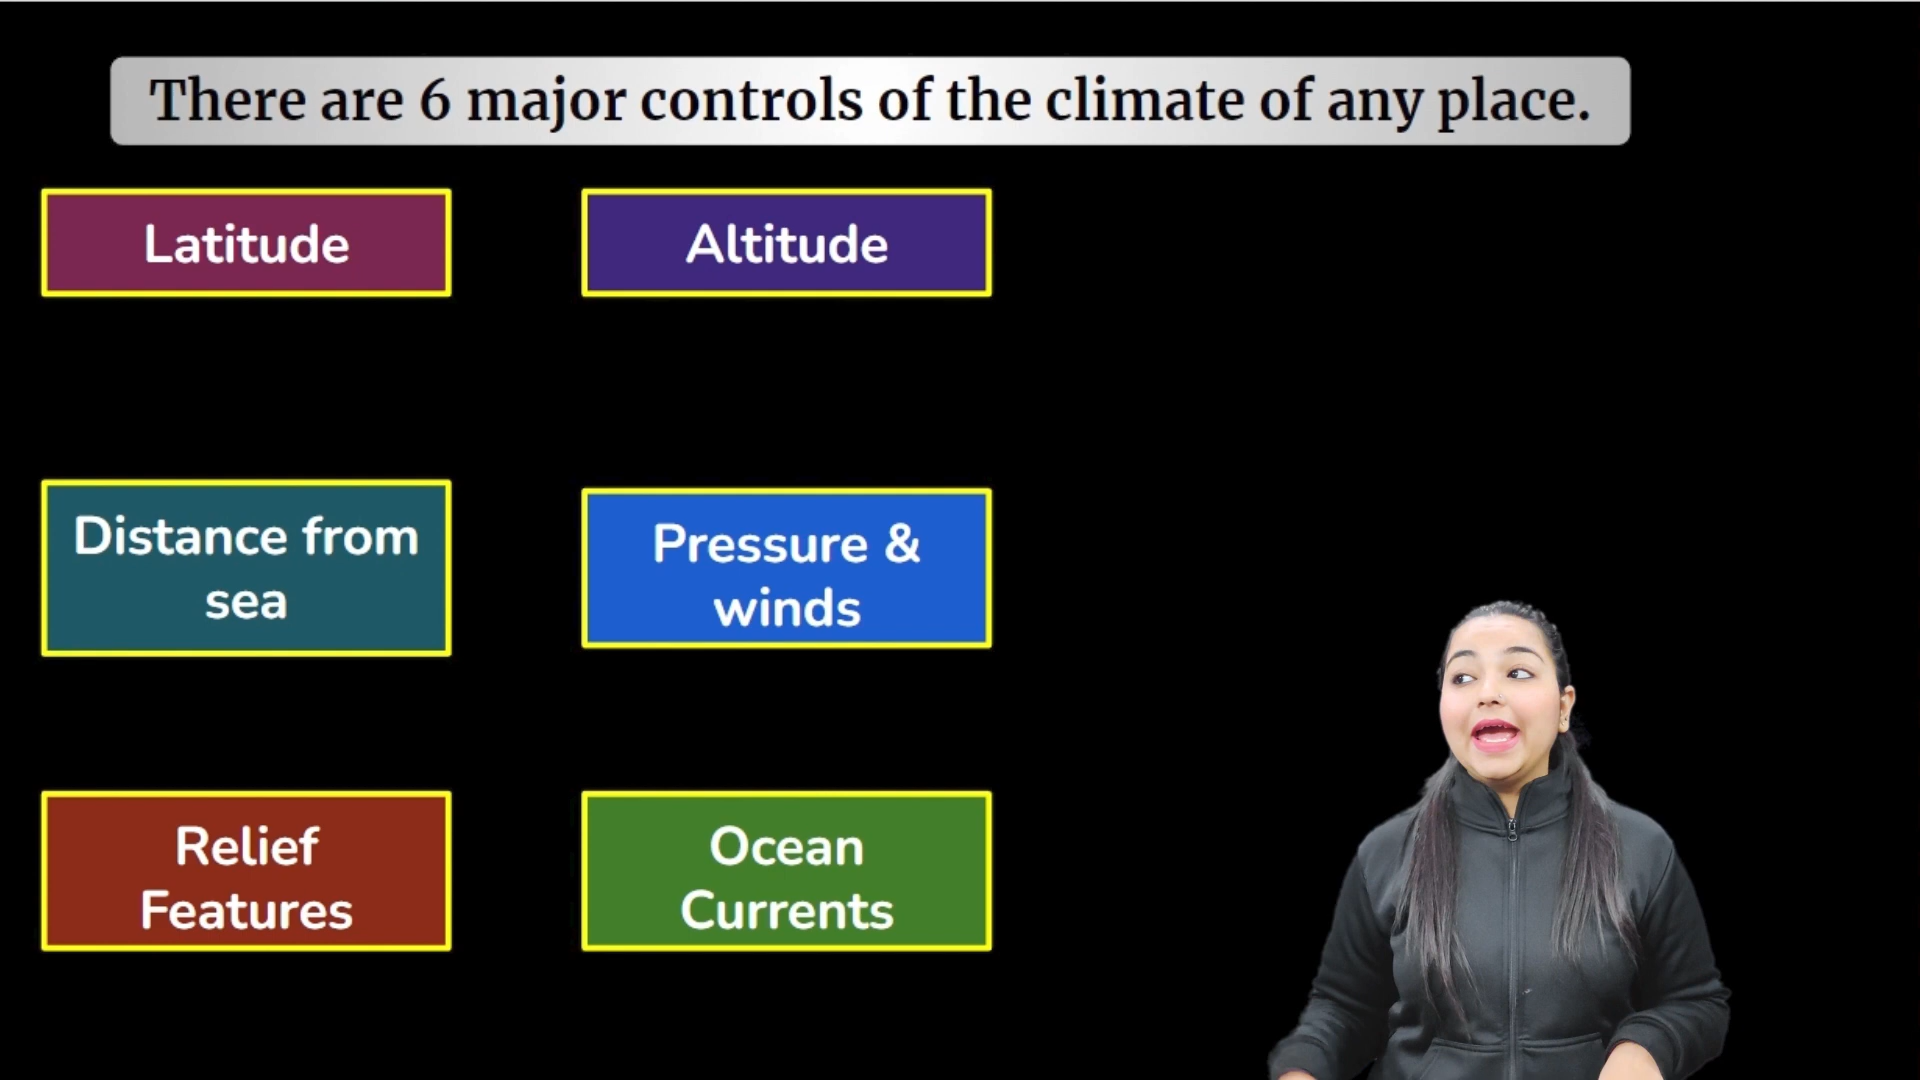 There are 6 major controls of the climate of any place.
Latitude
Altitude
Distance from
sea
Pressure &
winds
Relief
Features
Ocean
Currents